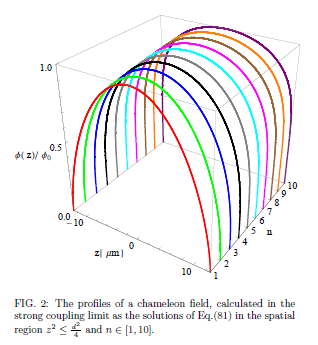 1.0
ϕ( z)/ ϕ₀
0.5
0.0
−10
z[ μm]
0
10
1
2
3
4
5
6
7
8
9
10
n
FIG. 2: The profiles of a chameleon field, calculated in the
strong coupling limit as the solutions of Eq.(81) in the spatial
region z² ≤ d²/4 and n ∈ [1, 10].